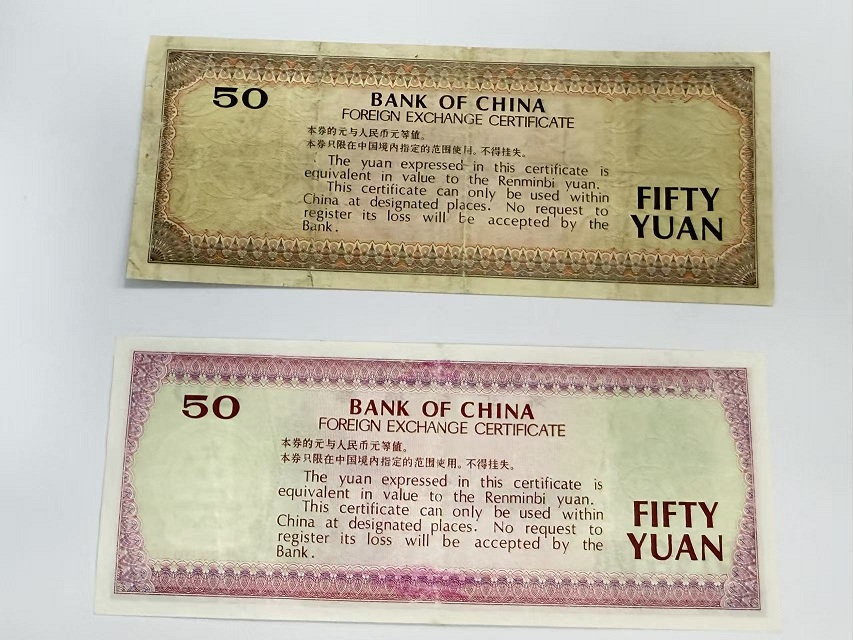 50
BANK OF CHINA
FOREIGN EXCHANGE CERTIFICATE
本券的元与人民币元等值。
本券只限在中国境内指定的范围使用。不得挂失。
The yuan expressed in this certificate is
equivalent in value to the Renminbi yuan.
This certificate can only be used within
China at designated places. No request to
register its loss will be accepted by the
Bank.
FIFTY
YUAN
50
BANK OF CHINA
FOREIGN EXCHANGE CERTIFICATE
本券的元与人民币元等值。
本券只限在中国境内指定的范围使用。不得挂失。
The yuan expressed in this certificate is
equivalent in value to the Renminbi yuan.
This certificate can only be used within
China at designated places. No request to
register its loss will be accepted by the
Bank.
FIFTY
YUAN